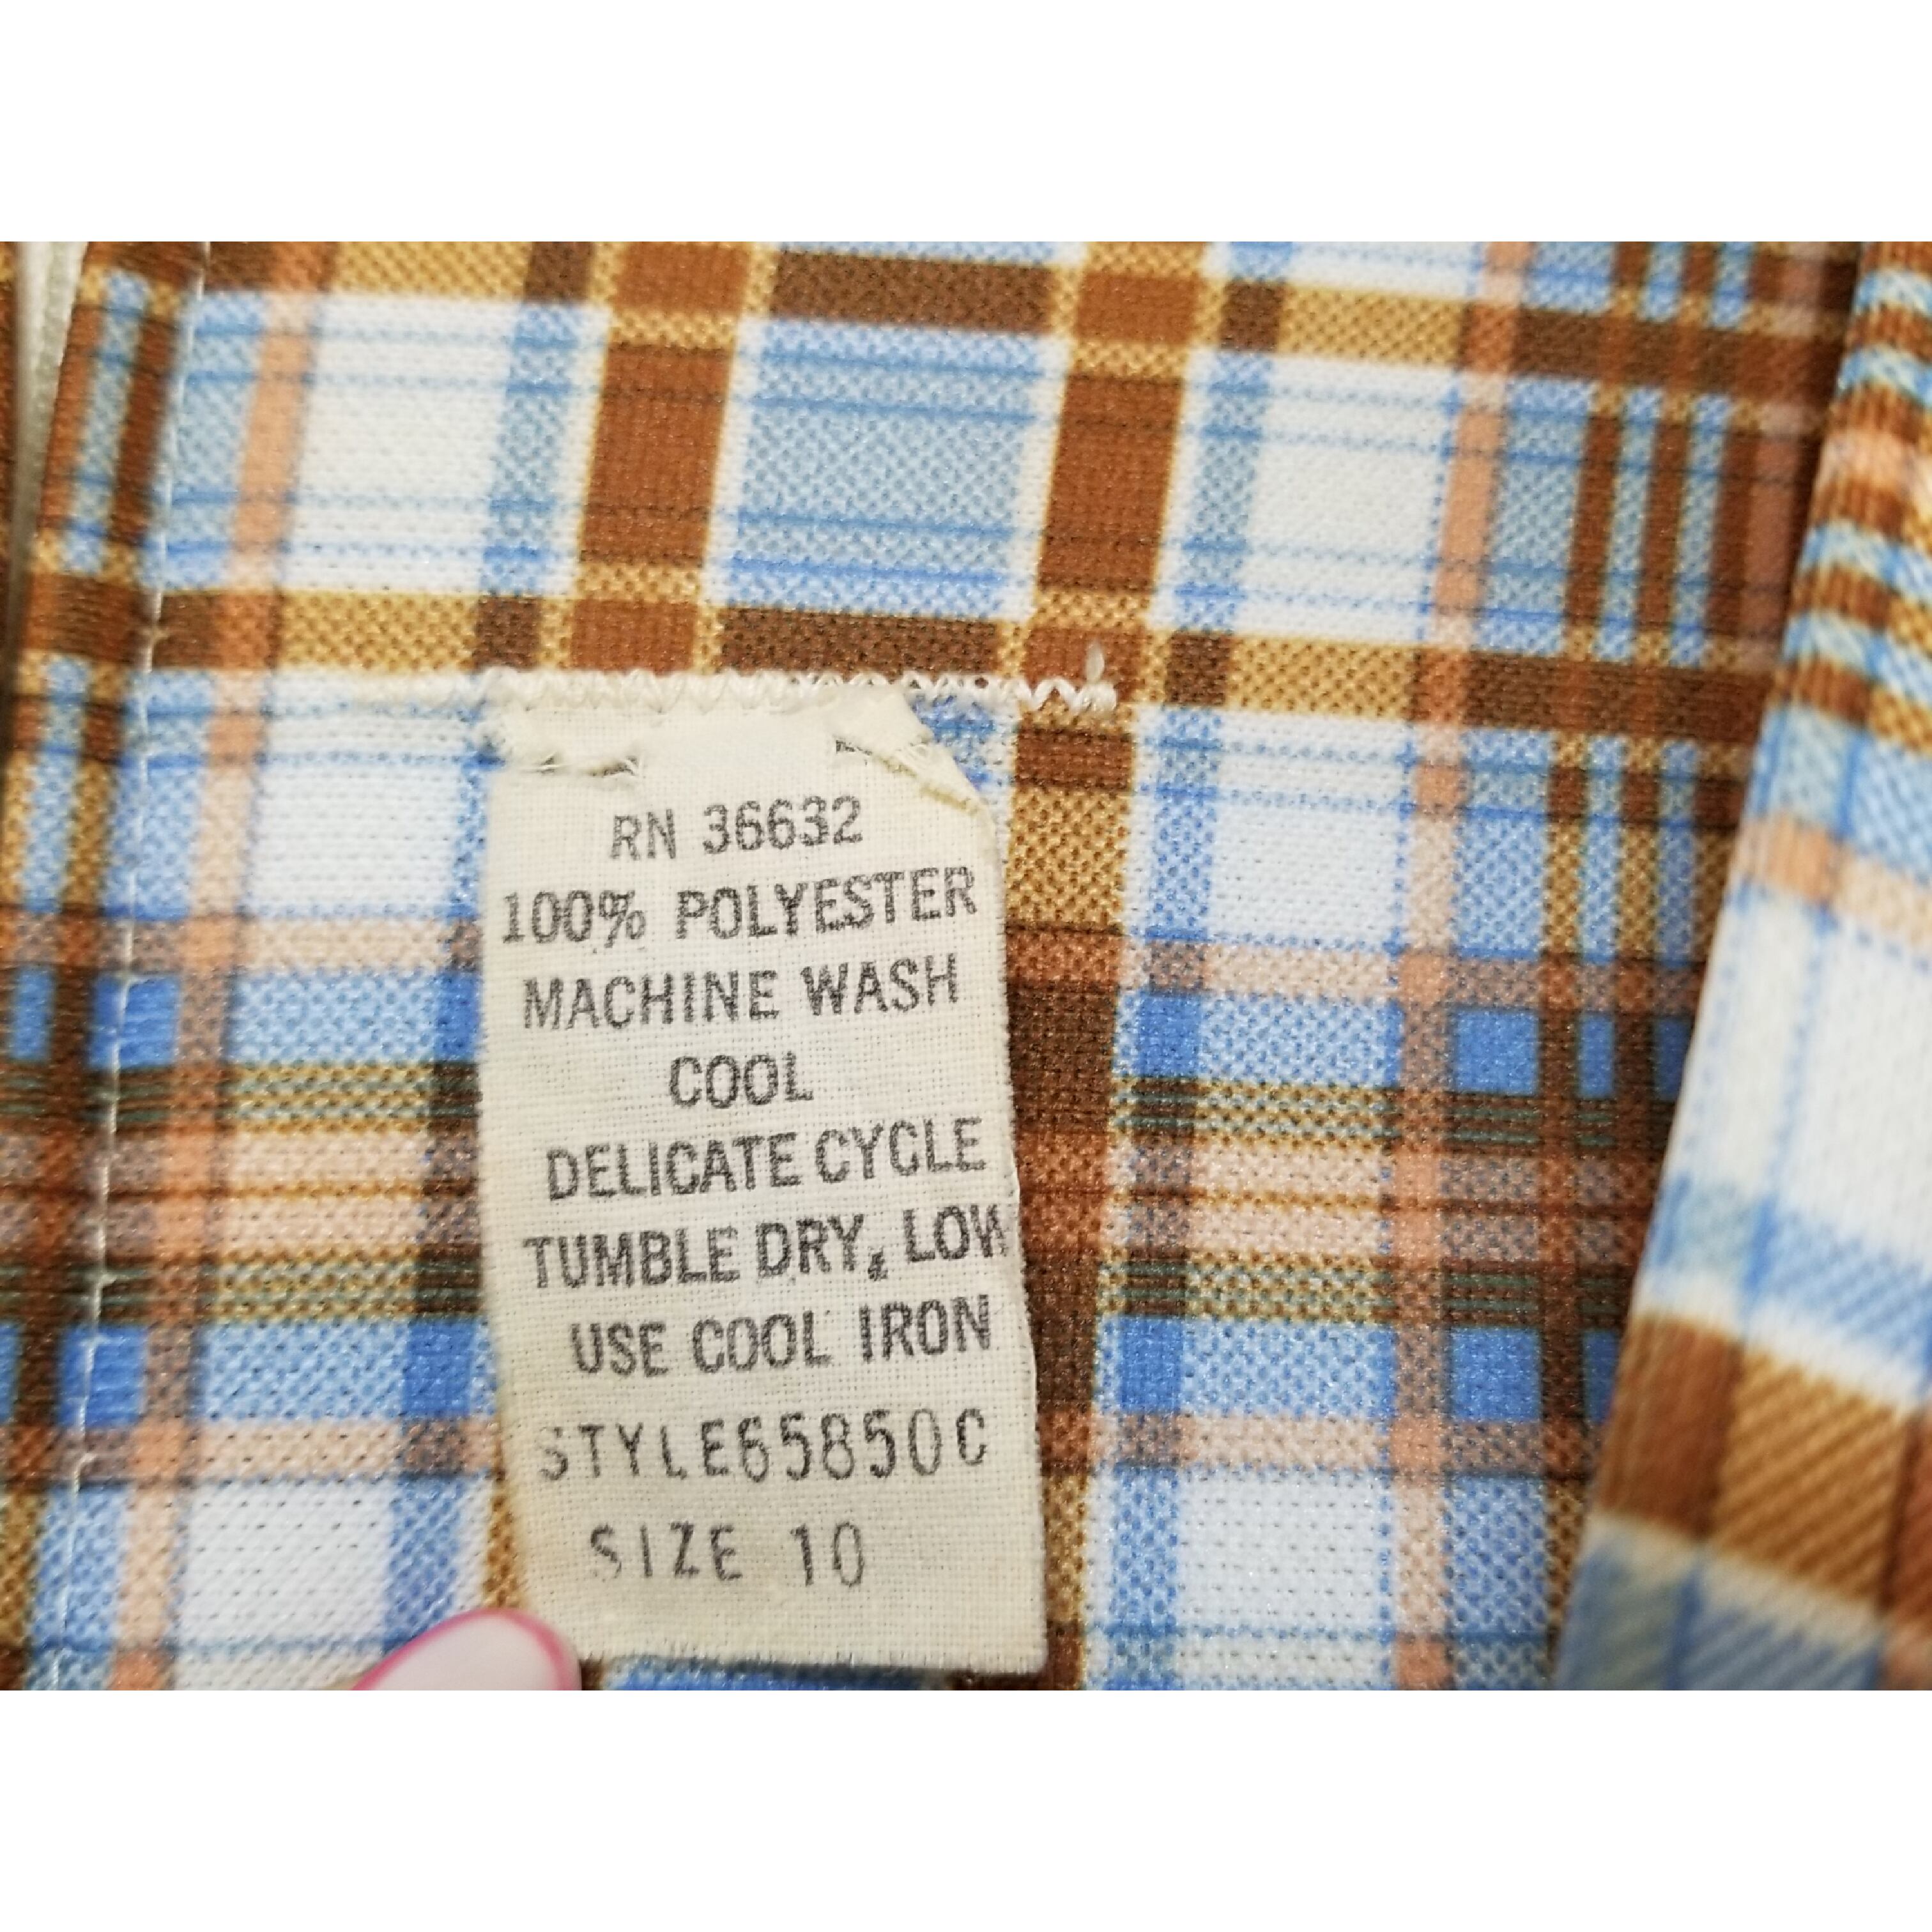 RN 36632
100% POLYESTER
MACHINE WASH
COOL
DELICATE CYCLE
TUMBLE DRY, LOW
USE COOL IRON
STYLE65850C
SIZE 10